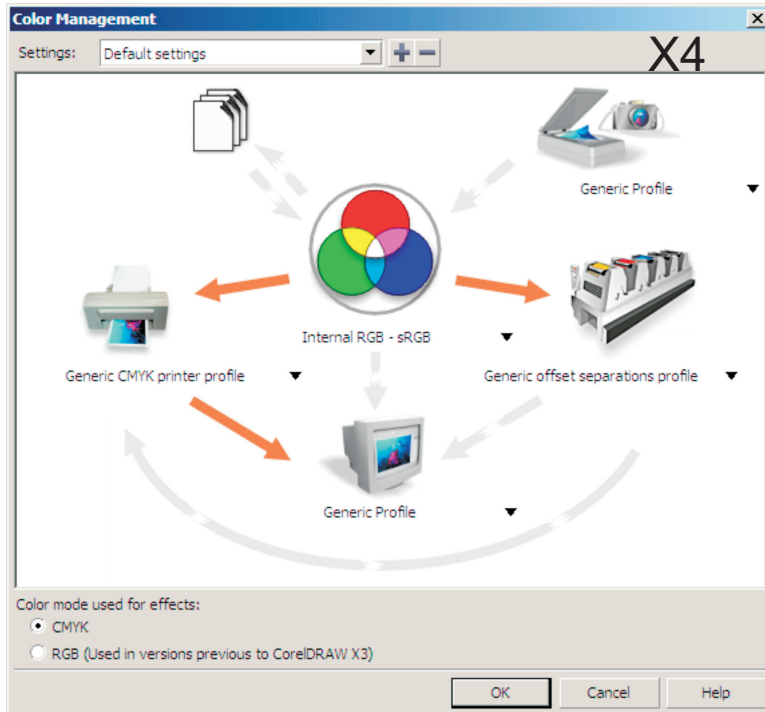 Color Management
Settings: Default settings
X4
Generic Profile
Internal RGB - sRGB
Generic CMYK printer profile
Generic offset separations profile
Generic Profile
Color mode used for effects:
CMYK
RGB (Used in versions previous to CorelDRAW X3)
OK Cancel Help